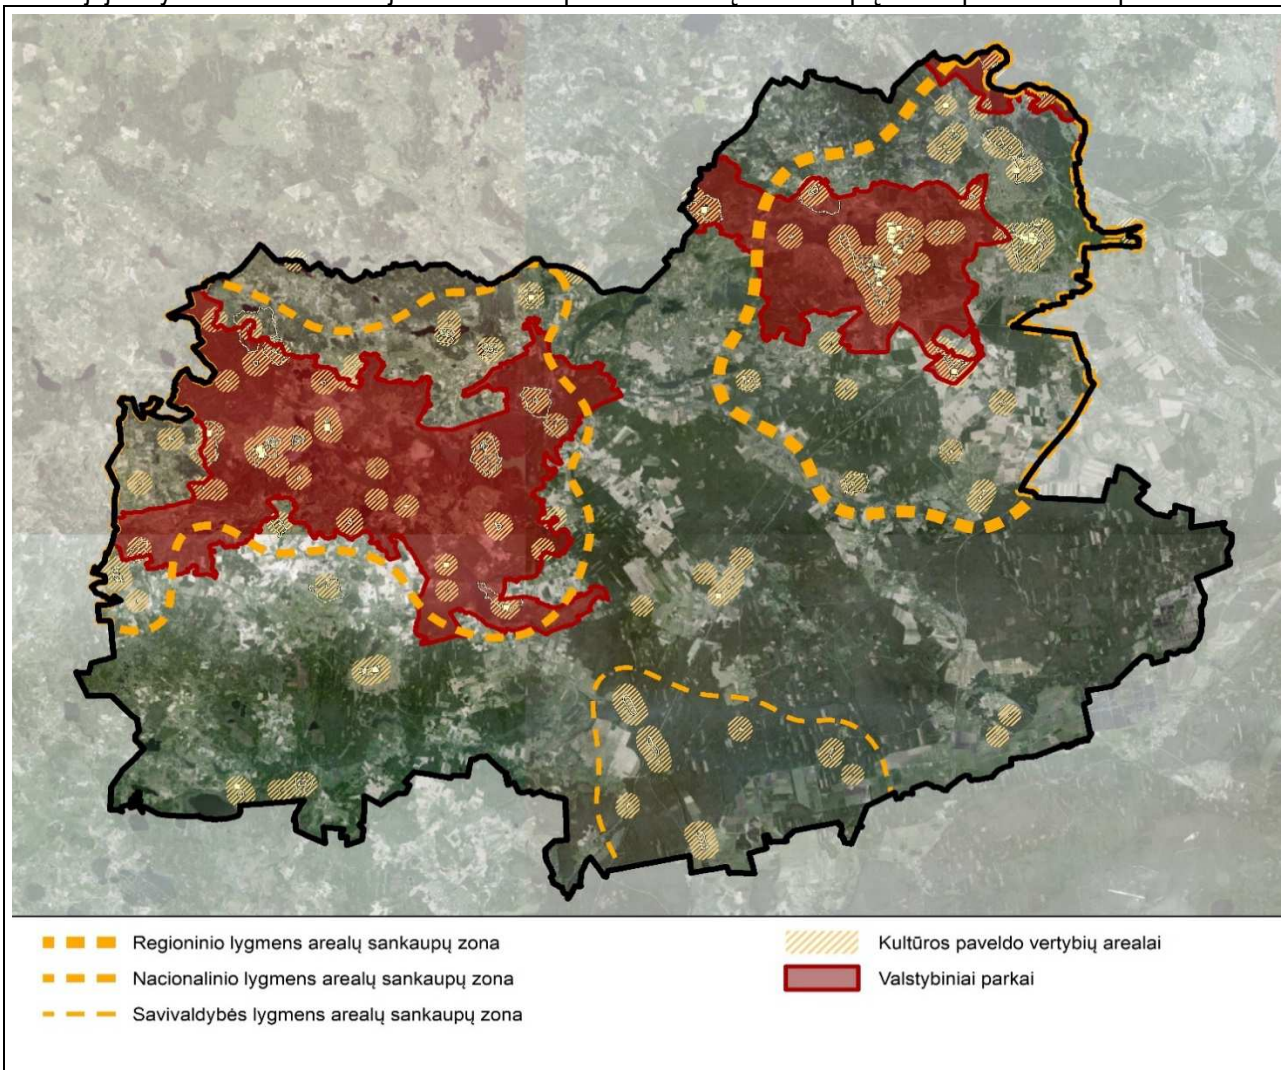 Regioninio lygmens arealų sankaupų zona
Nacionalinio lygmens arealų sankaupų zona
Savivaldybės lygmens arealų sankaupų zona
Kultūros paveldo vertybių arealai
Valstybiniai parkai